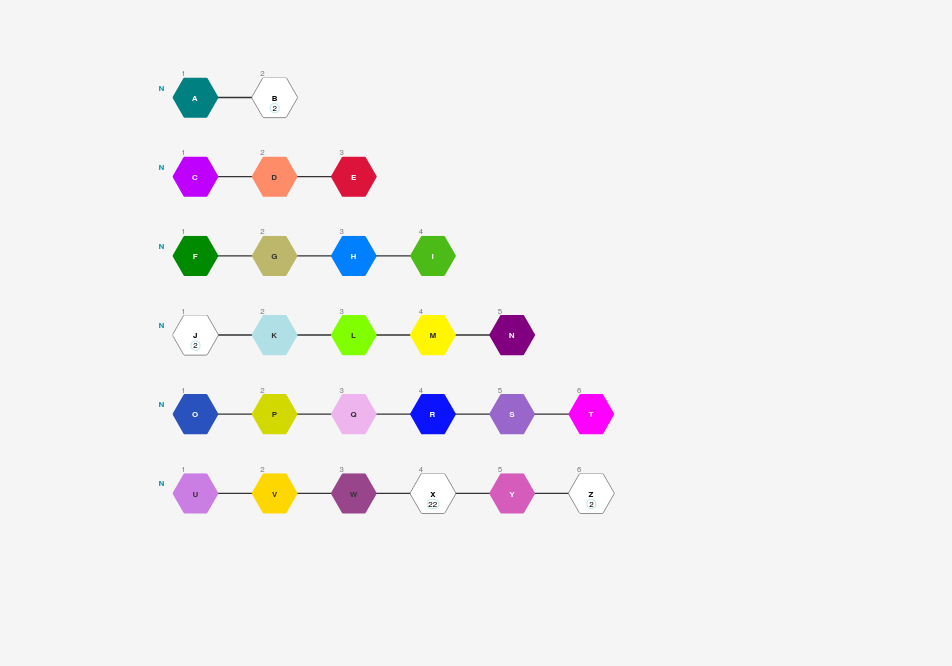 1 2
N A B
2
1 2 3
N C D E
1 2 3 4
N F G H I
1 2 3 4 5
N J K L M N
2
1 2 3 4 5 6
N O P Q R S T
1 2 3 4 5 6
N U V W X Y Z
22 2